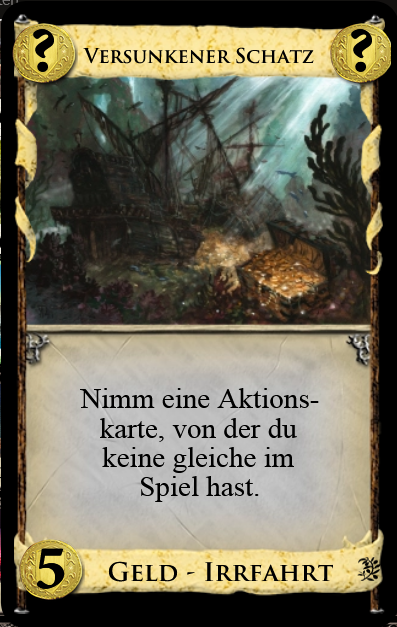 ?
VERSUNKENER SCHATZ
?
Nimm eine Aktions-
karte, von der du
keine gleiche im
Spiel hast.
5
GELD - IRRFAHRT